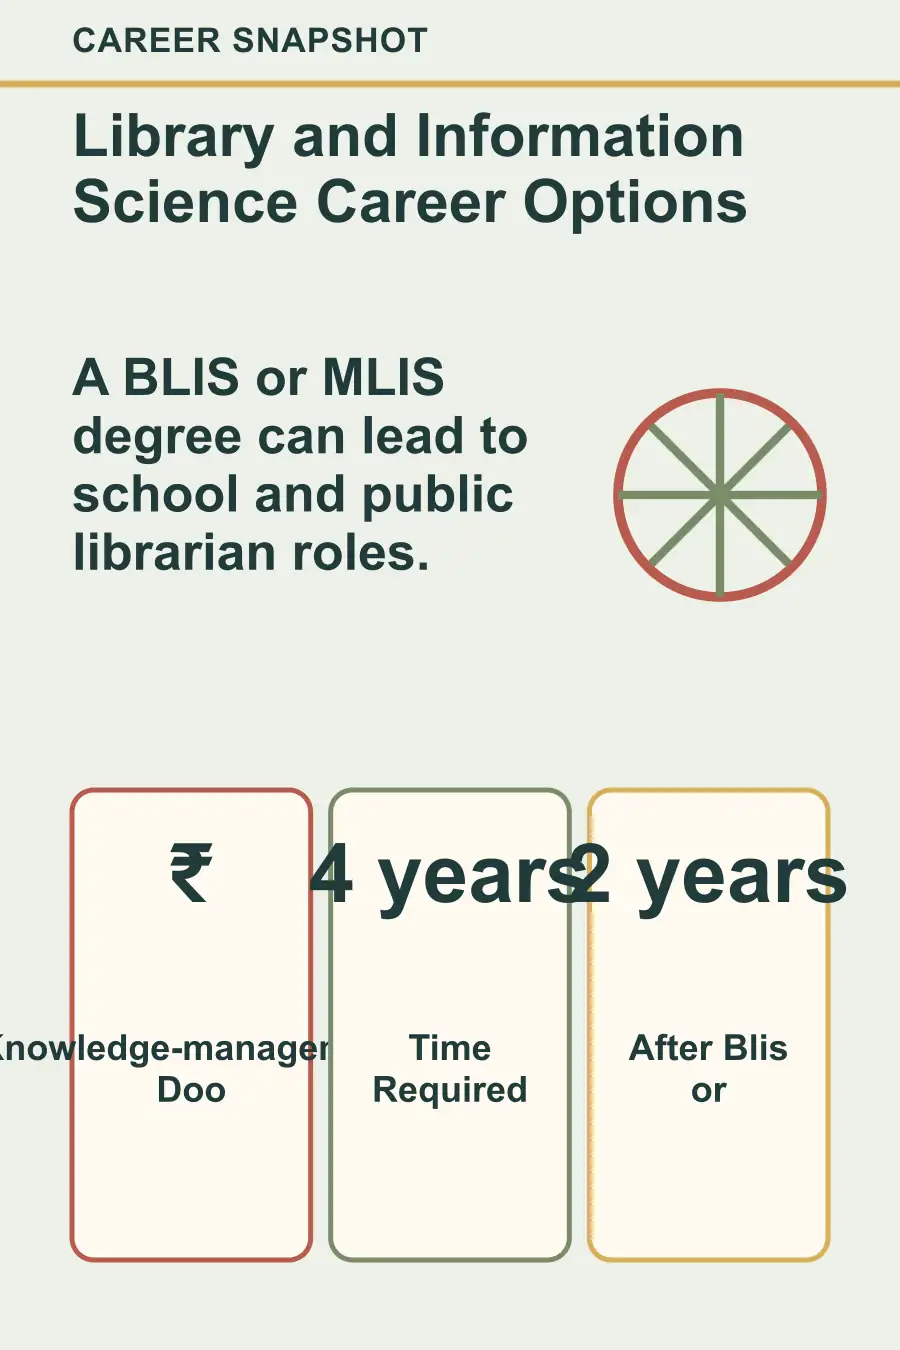 CAREER SNAPSHOT
Library and Information
Science Career Options
A BLIS or MLIS
degree can lead to
school and public
librarian roles.
₹
4 years
2 years
Knowledge-manager
Doo
Time
Required
After Blis
or